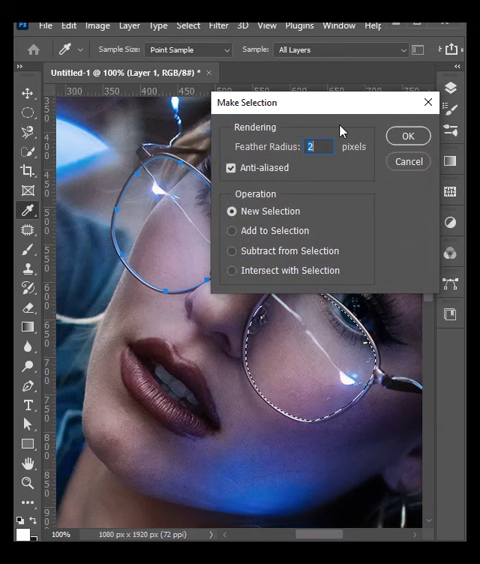 Ps File Edit Image Layer Type Select Filter 3D View Plugins Window Help
Sample Size: Point Sample Sample: All Layers
Untitled-1 @ 100% (Layer 1, RGB/8#) * ×
300 350 400 450 500 550 600 650 700 750
Make Selection
Rendering
Feather Radius: 2 pixels
OK
Anti-aliased
Cancel
Operation
New Selection
Add to Selection
Subtract from Selection
Intersect with Selection
100% 1080 px x 1920 px (72 ppi)